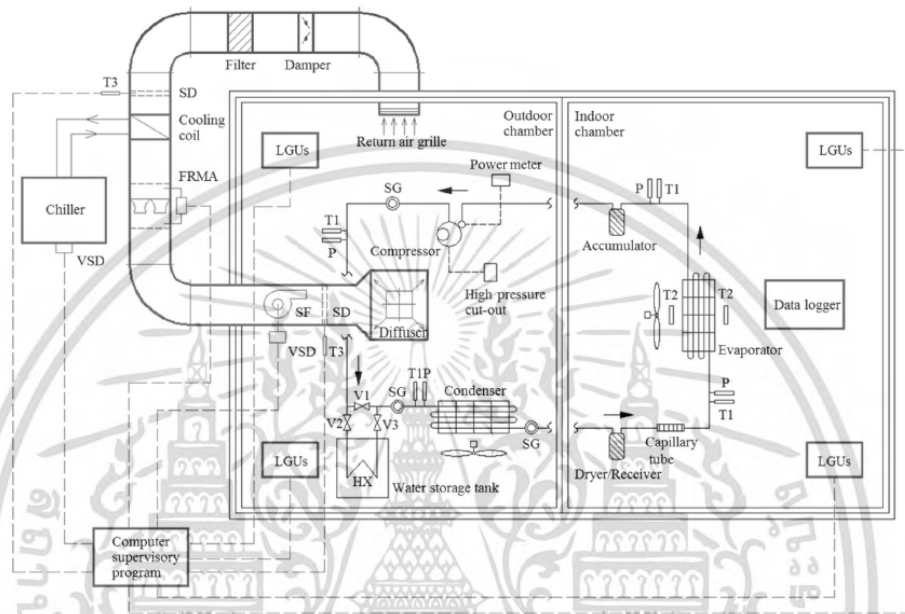 Filter
Damper
T3
SD
Cooling
coil
Return air grille
Outdoor
chamber
Indoor
chamber
LGUs
LGUs
Power meter
FRMA
Chiller
VSD
SG
P
T1
T1
P
Accumulator
Compressor
High pressure
cut-out
Data logger
T2
T2
Evaporator
SF
SD
Diffuser
VSD
T3
V1
SG
T1P
Condenser
P
T1
V2
V3
SG
Capillary
tube
LGUs
LGUs
HX
Water storage tank
Dryer/Receiver
Computer
supervisory
program